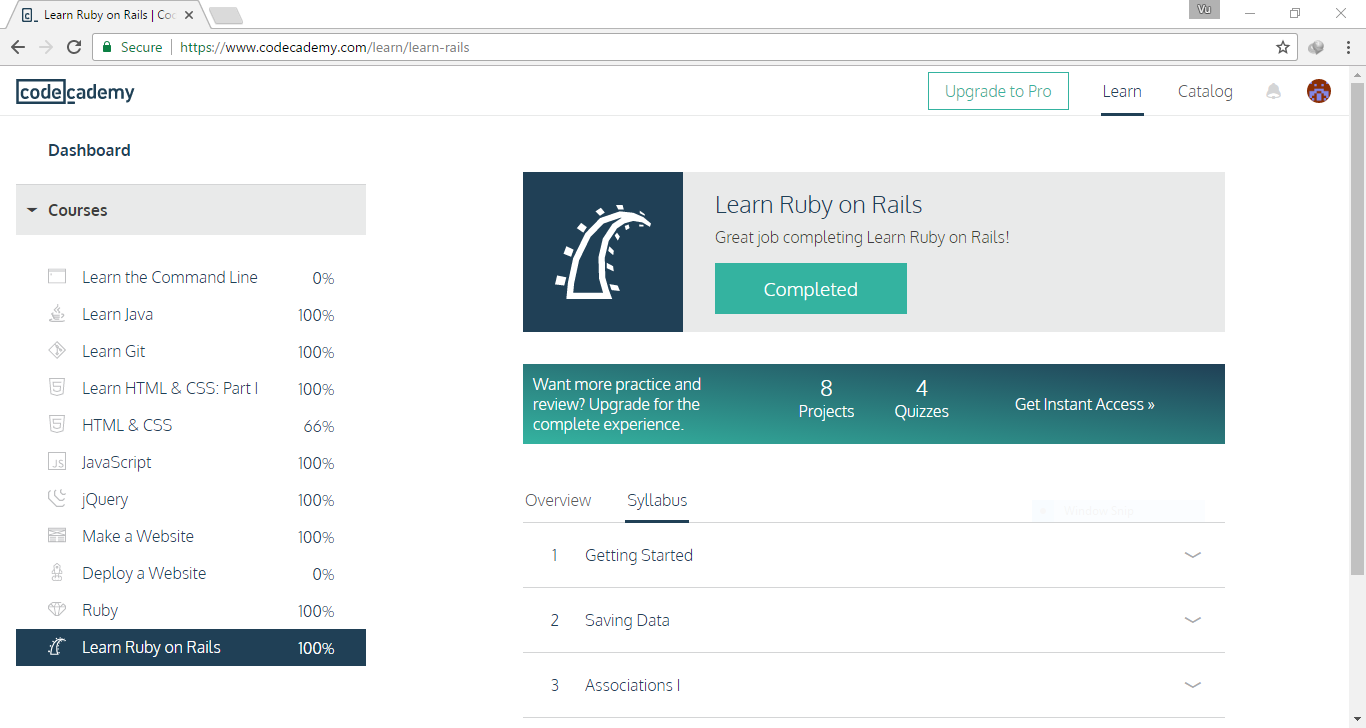 Learn Ruby on Rails | Co
Vu
Secure
https://www.codecademy.com/learn/learn-rails
codecademy
Upgrade to Pro
Learn
Catalog
Dashboard
Courses
Learn the Command Line 0%
Learn Java 100%
Learn Git 100%
Learn HTML & CSS: Part I 100%
HTML & CSS 66%
JS JavaScript 100%
jQuery 100%
Make a Website 100%
Deploy a Website 0%
Ruby 100%
Learn Ruby on Rails 100%
Learn Ruby on Rails
Great job completing Learn Ruby on Rails!
Completed
Want more practice and
review? Upgrade for the
complete experience.
8
Projects
4
Quizzes
Get Instant Access »
Overview
Syllabus
Window Snip
1 Getting Started
2 Saving Data
3 Associations I